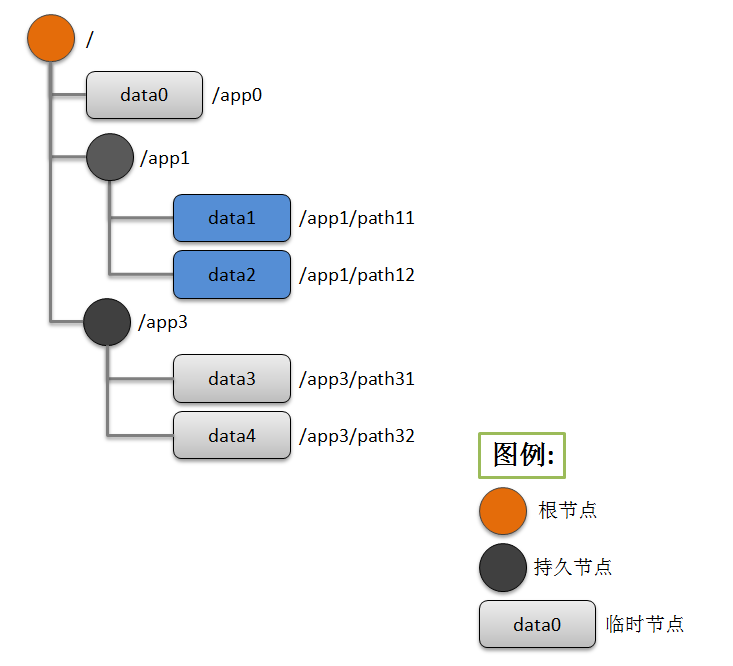 /
data0 /app0
/app1
data1 /app1/path11
data2 /app1/path12
/app3
data3 /app3/path31
data4 /app3/path32
图例:
根节点
持久节点
data0 临时节点